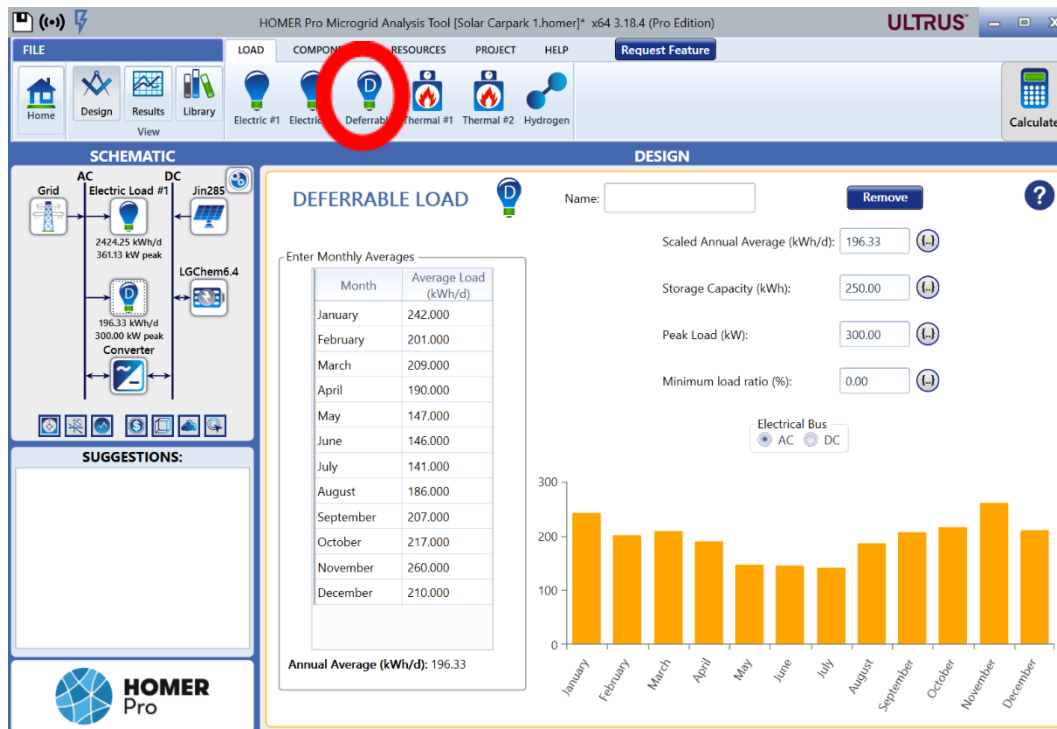 HOMER Pro Microgrid Analysis Tool [Solar Carpark 1.homer]* x64 3.18.4 (Pro Edition)
ULTRUS
FILE
LOAD RESOURCES PROJECT HELP Request Feature
Home
Design Results Library
View
Electric #1 Thermal #1 Thermal #2 Hydrogen
D
Calculate
SCHEMATIC
AC DC
Grid Electric Load #1 Jin285
2424.25 kWh/d
361.13 kW peak
LGChem6.4
D
196.33 kWh/d
300.00 kW peak
Converter
SUGGESTIONS:
HOMER
Pro
DESIGN
DEFERRABLE LOAD
D
Name: Remove
?
Scaled Annual Average (kWh/d): 196.33 {..}
Storage Capacity (kWh): 250.00 {..}
Peak Load (kW): 300.00 {..}
Minimum load ratio (%): 0.00 {..}
Electrical Bus
AC DC
Enter Monthly Averages
Month Average Load (kWh/d)
January 242.000
February 201.000
March 209.000
April 190.000
May 147.000
June 146.000
July 141.000
August 186.000
September 207.000
October 217.000
November 260.000
December 210.000
Annual Average (kWh/d): 196.33
300
200
100
0
January February March April May June July August September October November December